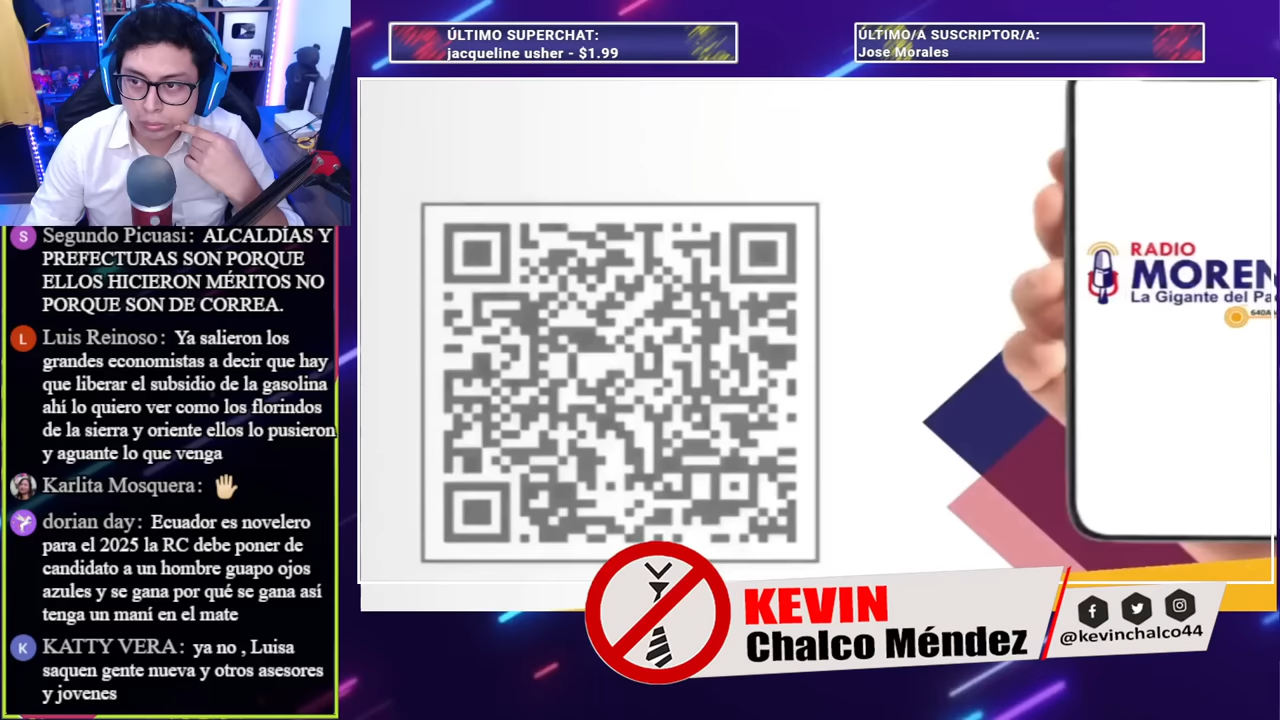 ÚLTIMO SUPERCHAT:
jacqueline usher - $1.99
ÚLTIMO/A SUSCRIPTOR/A:
Jose Morales
Segundo Picuasi: ALCALDÍAS Y
PREFECTURAS SON PORQUE
ELLOS HICIERON MÉRITOS NO
PORQUE SON DE CORREA.
Luis Reinoso: Ya salieron los
grandes economistas a decir que hay
que liberar el subsidio de la gasolina
ahí lo quiero ver como los florindos
de la sierra y oriente ellos lo pusieron
y aguante lo que venga
Karlita Mosquera: 🖐🏻
dorian day: Ecuador es novelero
para el 2025 la RC debe poner de
candidato a un hombre guapo ojos
azules y se gana por qué se gana así
tenga un maní en el mate
KATTY VERA: ya no , Luisa
saquen gente nueva y otros asesores
y jovenes
RADIO
MOREN
La Gigante del Pa
640A
KEVIN
Chalco Méndez
@kevinchalco44